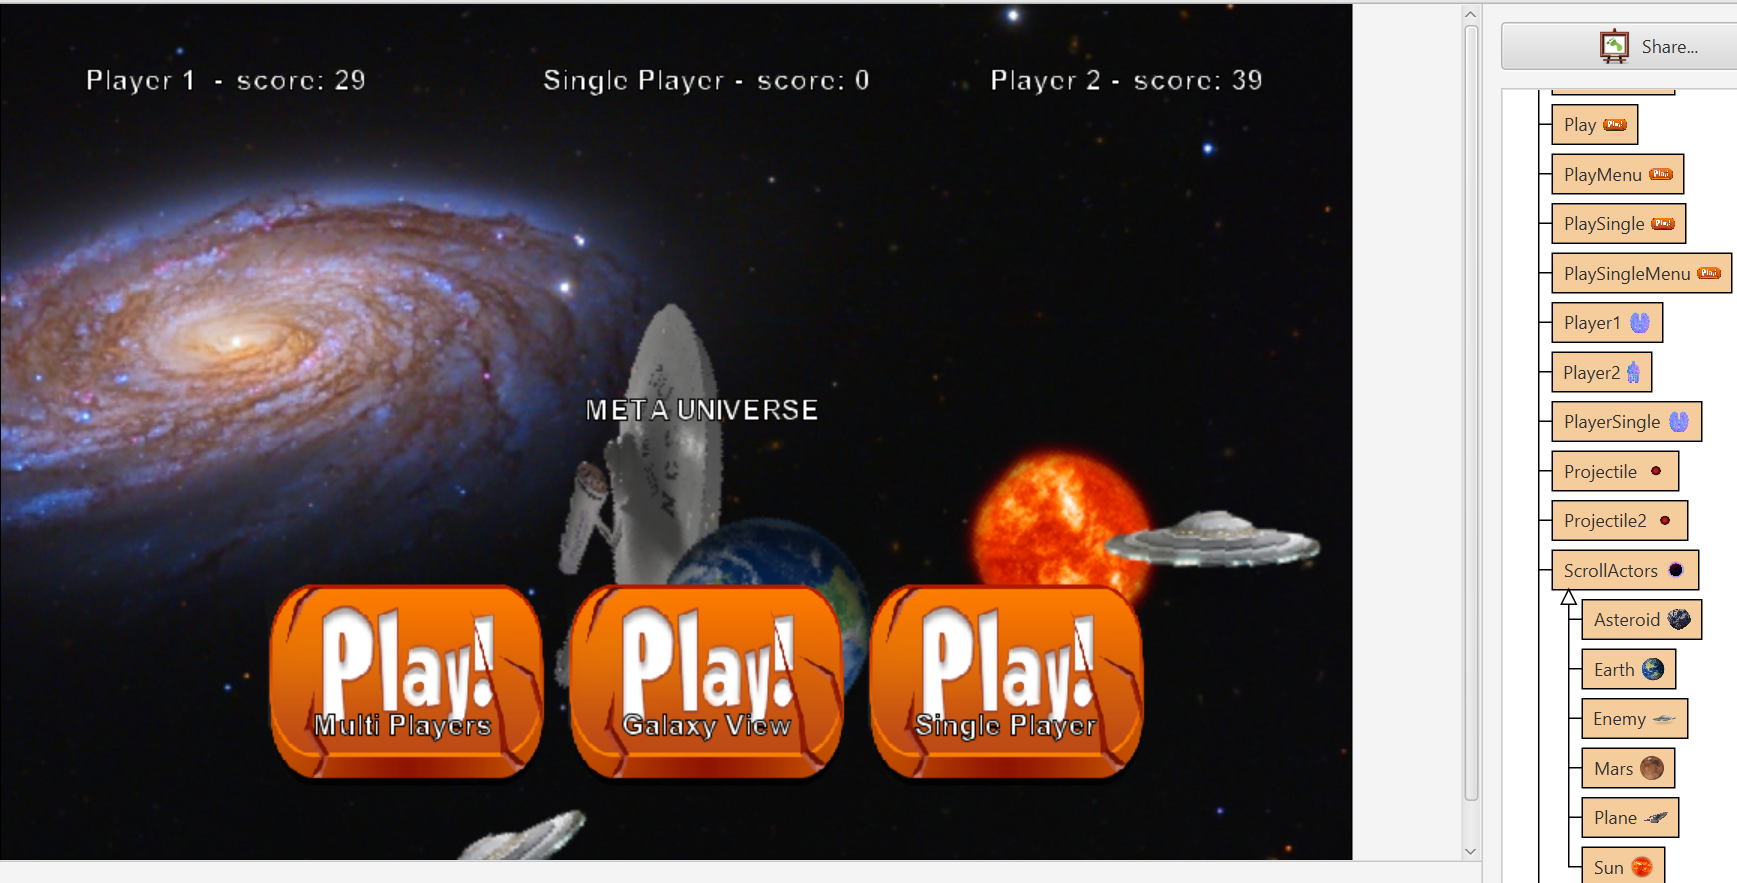 Player 1 - score: 29
Single Player - score: 0
Player 2 - score: 39
META UNIVERSE
Play!
Multi Players
Play!
Galaxy View
Play!
Single Player
Share...
Play
PlayMenu
PlaySingle
PlaySingleMenu
Player1
Player2
PlayerSingle
Projectile
Projectile2
ScrollActors
Asteroid
Earth
Enemy
Mars
Plane
Sun